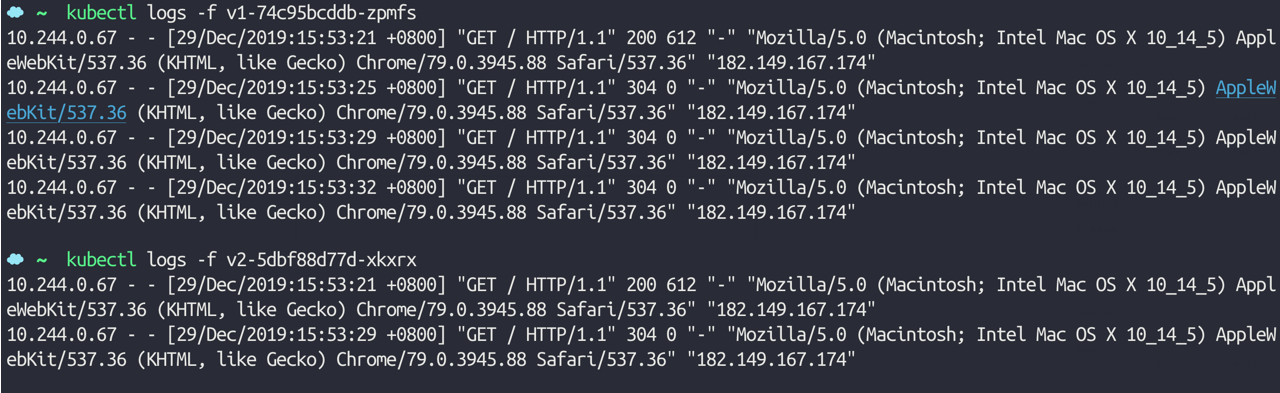 ~ kubectl logs -f v1-74c95bcddb-zpmfs
10.244.0.67 - - [29/Dec/2019:15:53:21 +0800] "GET / HTTP/1.1" 200 612 "-" "Mozilla/5.0 (Macintosh; Intel Mac OS X 10_14_5) Appl
eWebKit/537.36 (KHTML, like Gecko) Chrome/79.0.3945.88 Safari/537.36" "182.149.167.174"
10.244.0.67 - - [29/Dec/2019:15:53:25 +0800] "GET / HTTP/1.1" 304 0 "-" "Mozilla/5.0 (Macintosh; Intel Mac OS X 10_14_5) AppleW
ebKit/537.36 (KHTML, like Gecko) Chrome/79.0.3945.88 Safari/537.36" "182.149.167.174"
10.244.0.67 - - [29/Dec/2019:15:53:29 +0800] "GET / HTTP/1.1" 304 0 "-" "Mozilla/5.0 (Macintosh; Intel Mac OS X 10_14_5) AppleW
ebKit/537.36 (KHTML, like Gecko) Chrome/79.0.3945.88 Safari/537.36" "182.149.167.174"
10.244.0.67 - - [29/Dec/2019:15:53:32 +0800] "GET / HTTP/1.1" 304 0 "-" "Mozilla/5.0 (Macintosh; Intel Mac OS X 10_14_5) AppleW
ebKit/537.36 (KHTML, like Gecko) Chrome/79.0.3945.88 Safari/537.36" "182.149.167.174"
~ kubectl logs -f v2-5dbf88d77d-xkxrx
10.244.0.67 - - [29/Dec/2019:15:53:21 +0800] "GET / HTTP/1.1" 200 612 "-" "Mozilla/5.0 (Macintosh; Intel Mac OS X 10_14_5) Appl
eWebKit/537.36 (KHTML, like Gecko) Chrome/79.0.3945.88 Safari/537.36" "182.149.167.174"
10.244.0.67 - - [29/Dec/2019:15:53:29 +0800] "GET / HTTP/1.1" 304 0 "-" "Mozilla/5.0 (Macintosh; Intel Mac OS X 10_14_5) AppleW
ebKit/537.36 (KHTML, like Gecko) Chrome/79.0.3945.88 Safari/537.36" "182.149.167.174"